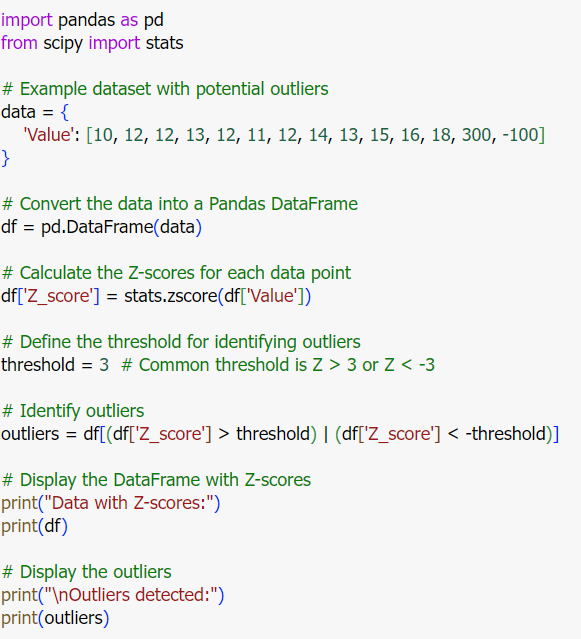 import pandas as pd
from scipy import stats

# Example dataset with potential outliers
data = {
    'Value': [10, 12, 12, 13, 12, 11, 12, 14, 13, 15, 16, 18, 300, -100]
}

# Convert the data into a Pandas DataFrame
df = pd.DataFrame(data)

# Calculate the Z-scores for each data point
df['Z_score'] = stats.zscore(df['Value'])

# Define the threshold for identifying outliers
threshold = 3  # Common threshold is Z > 3 or Z < -3

# Identify outliers
outliers = df[(df['Z_score'] > threshold) | (df['Z_score'] < -threshold)]

# Display the DataFrame with Z-scores
print("Data with Z-scores:")
print(df)

# Display the outliers
print("\nOutliers detected:")
print(outliers)